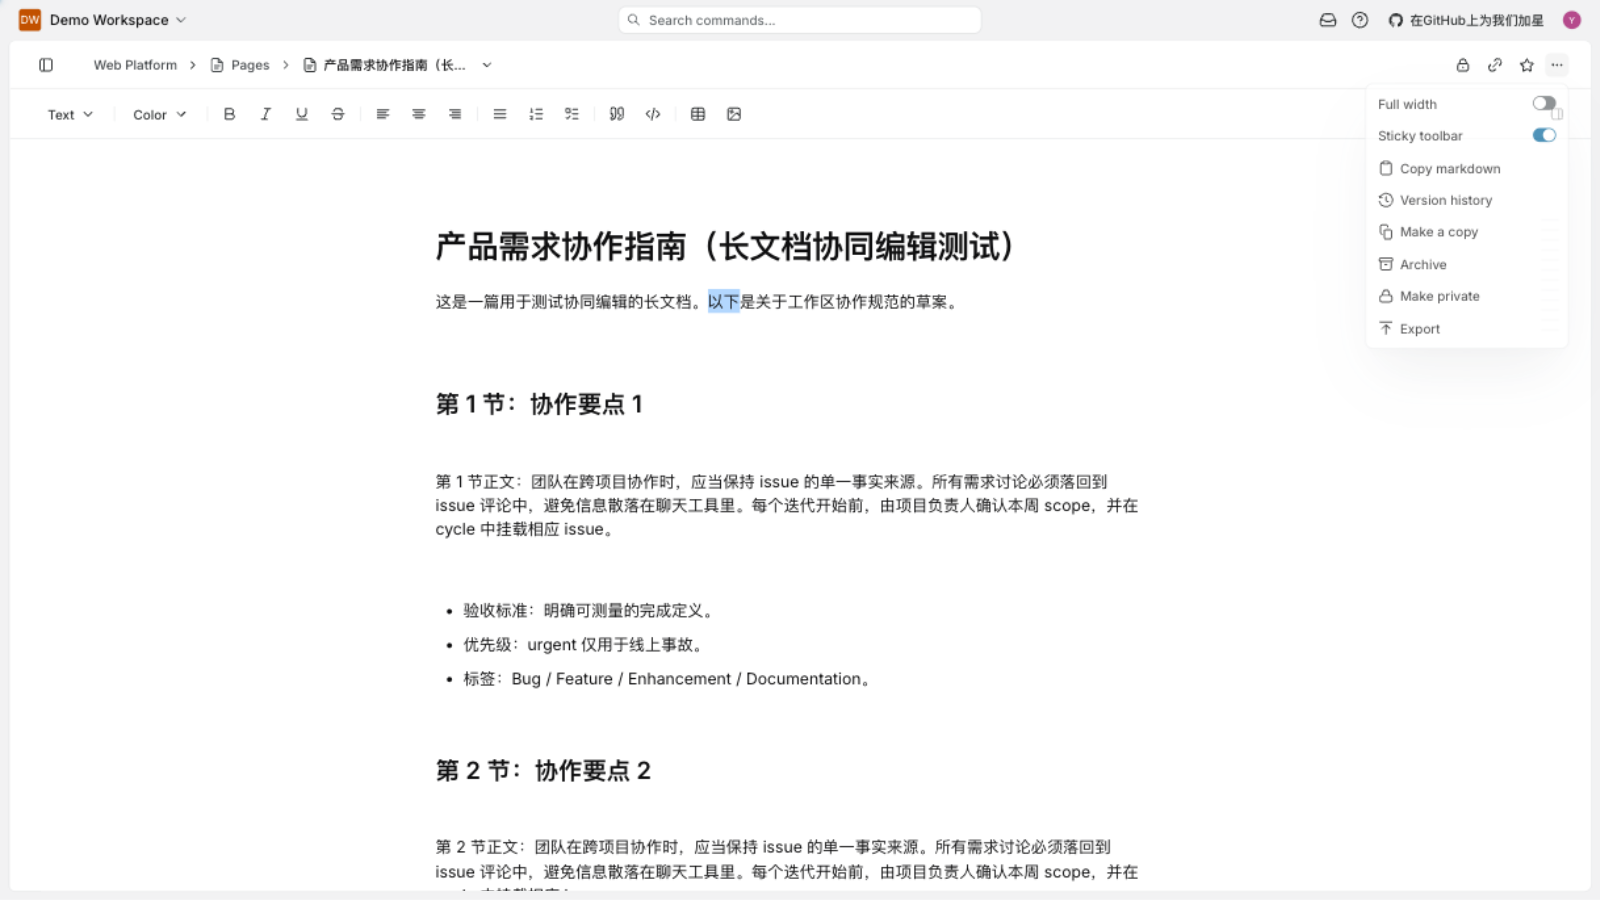 DW Demo Workspace
Search commands...
在GitHub上为我们加星
Y
Web Platform
Pages
产品需求协作指南（长...
Text
Color
Full width
Sticky toolbar
Copy markdown
Version history
Make a copy
Archive
Make private
Export
产品需求协作指南（长文档协同编辑测试）
这是一篇用于测试协同编辑的长文档。以下是关于工作区协作规范的草案。
第 1 节：协作要点 1
第 1 节正文：团队在跨项目协作时，应当保持 issue 的单一事实来源。所有需求讨论必须落回到
issue 评论中，避免信息散落在聊天工具里。每个迭代开始前，由项目负责人确认本周 scope，并在
cycle 中挂载相应 issue。
• 验收标准：明确可测量的完成定义。
• 优先级：urgent 仅用于线上事故。
• 标签：Bug / Feature / Enhancement / Documentation。
第 2 节：协作要点 2
第 2 节正文：团队在跨项目协作时，应当保持 issue 的单一事实来源。所有需求讨论必须落回到
issue 评论中，避免信息散落在聊天工具里。每个迭代开始前，由项目负责人确认本周 scope，并在